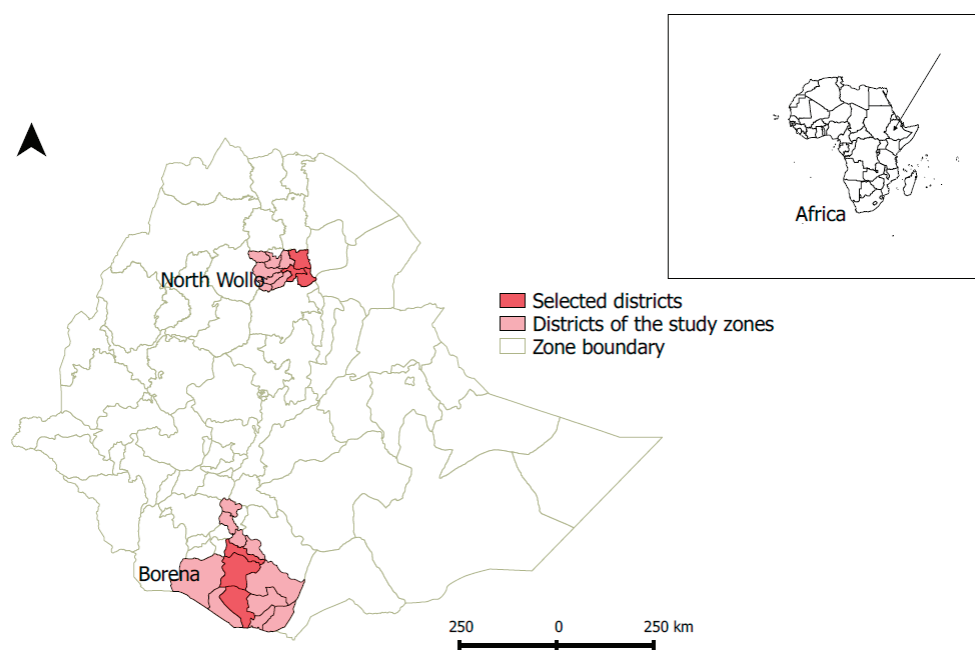 Africa
North Wollo
Selected districts
Districts of the study zones
Zone boundary
Borena
250 0 250 km